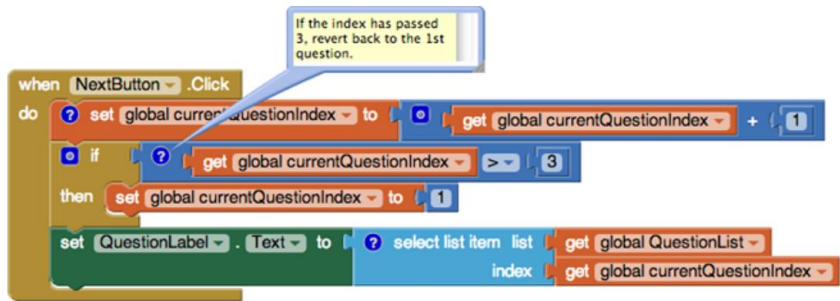 If the index has passed
3, revert back to the 1st
question.
when NextButton .Click
do ? set global currentQuestionIndex to get global currentQuestionIndex + 1
if ? get global currentQuestionIndex > 3
then set global currentQuestionIndex to 1
set QuestionLabel . Text to ? select list item list get global QuestionList
index get global currentQuestionIndex